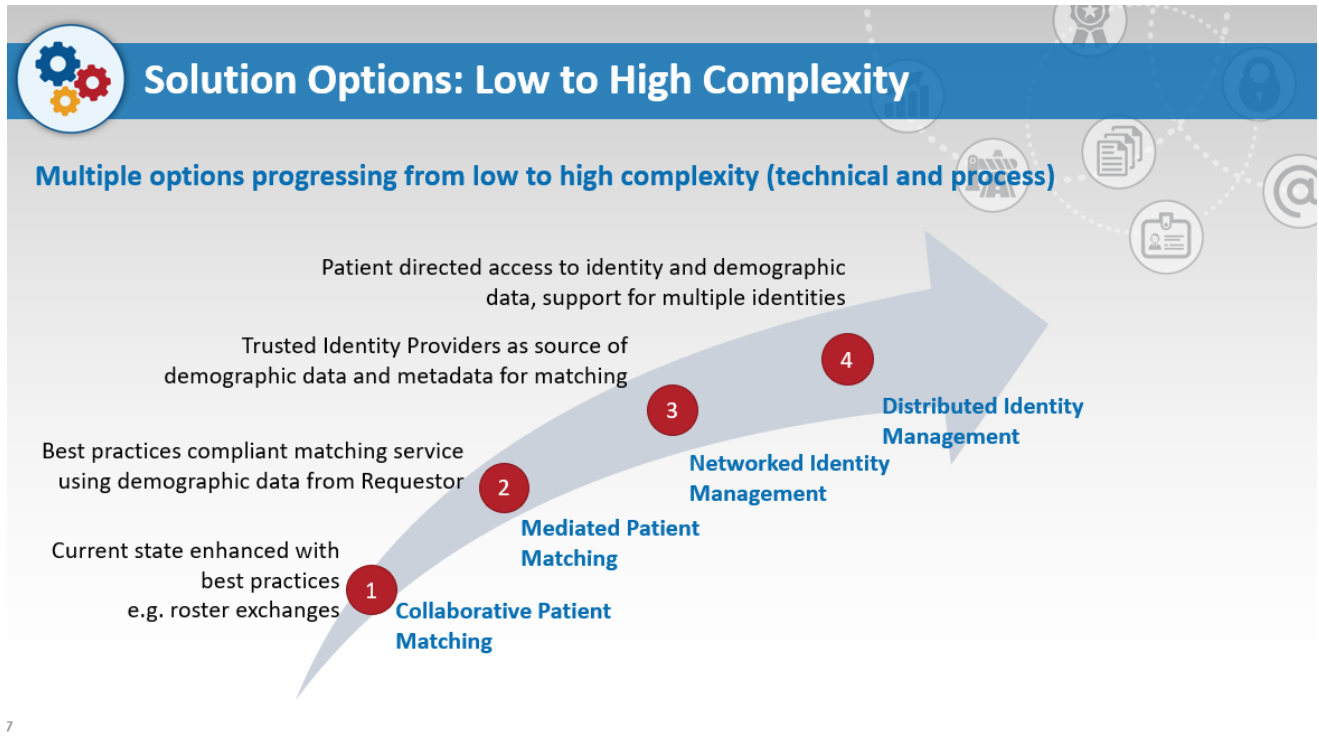 Solution Options: Low to High Complexity
Multiple options progressing from low to high complexity (technical and process)
Patient directed access to identity and demographic
data, support for multiple identities
4
Distributed Identity
Management
Trusted Identity Providers as source of
demographic data and metadata for matching
3
Networked Identity
Management
Best practices compliant matching service
using demographic data from Requestor
2
Mediated Patient
Matching
Current state enhanced with
best practices
e.g. roster exchanges
1
Collaborative Patient
Matching
7